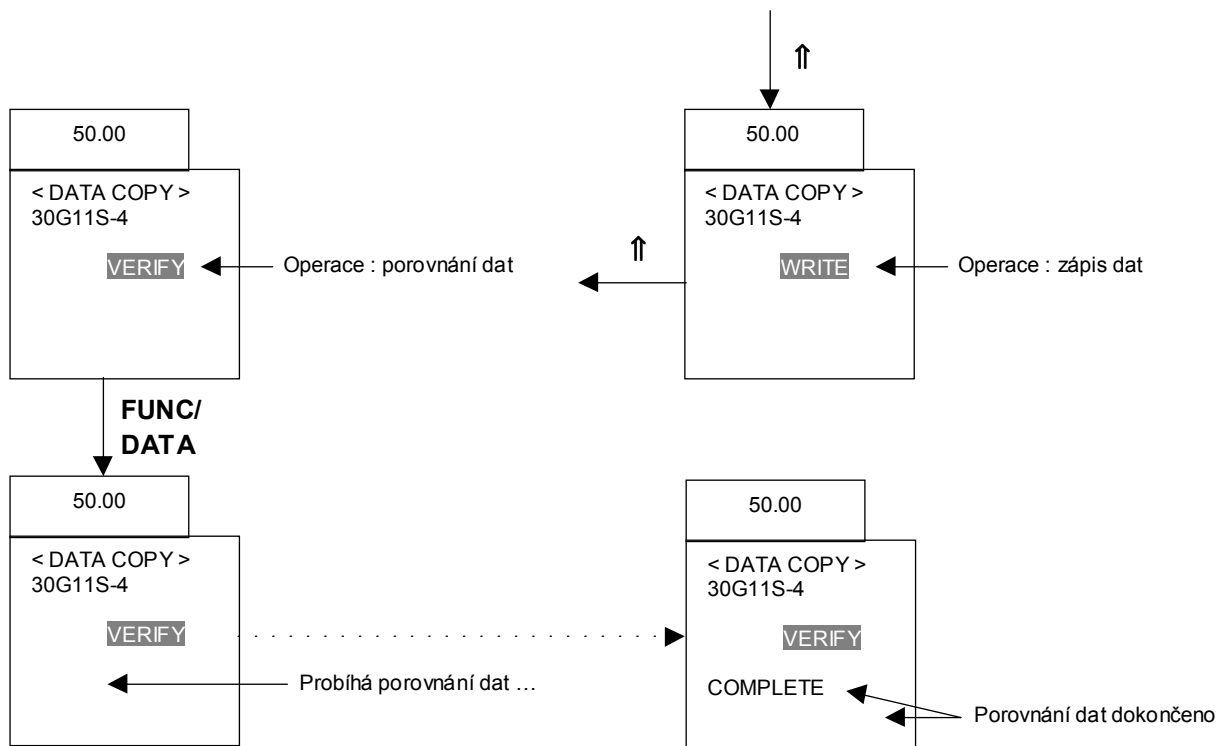 ⇑
50.00
< DATA COPY >
30G11S-4
VERIFY
Operace : porovnání dat
⇑
50.00
< DATA COPY >
30G11S-4
WRITE
Operace : zápis dat
FUNC/
DATA
50.00
< DATA COPY >
30G11S-4
VERIFY
Probíhá porovnání dat …
50.00
< DATA COPY >
30G11S-4
VERIFY
COMPLETE
Porovnání dat dokončeno